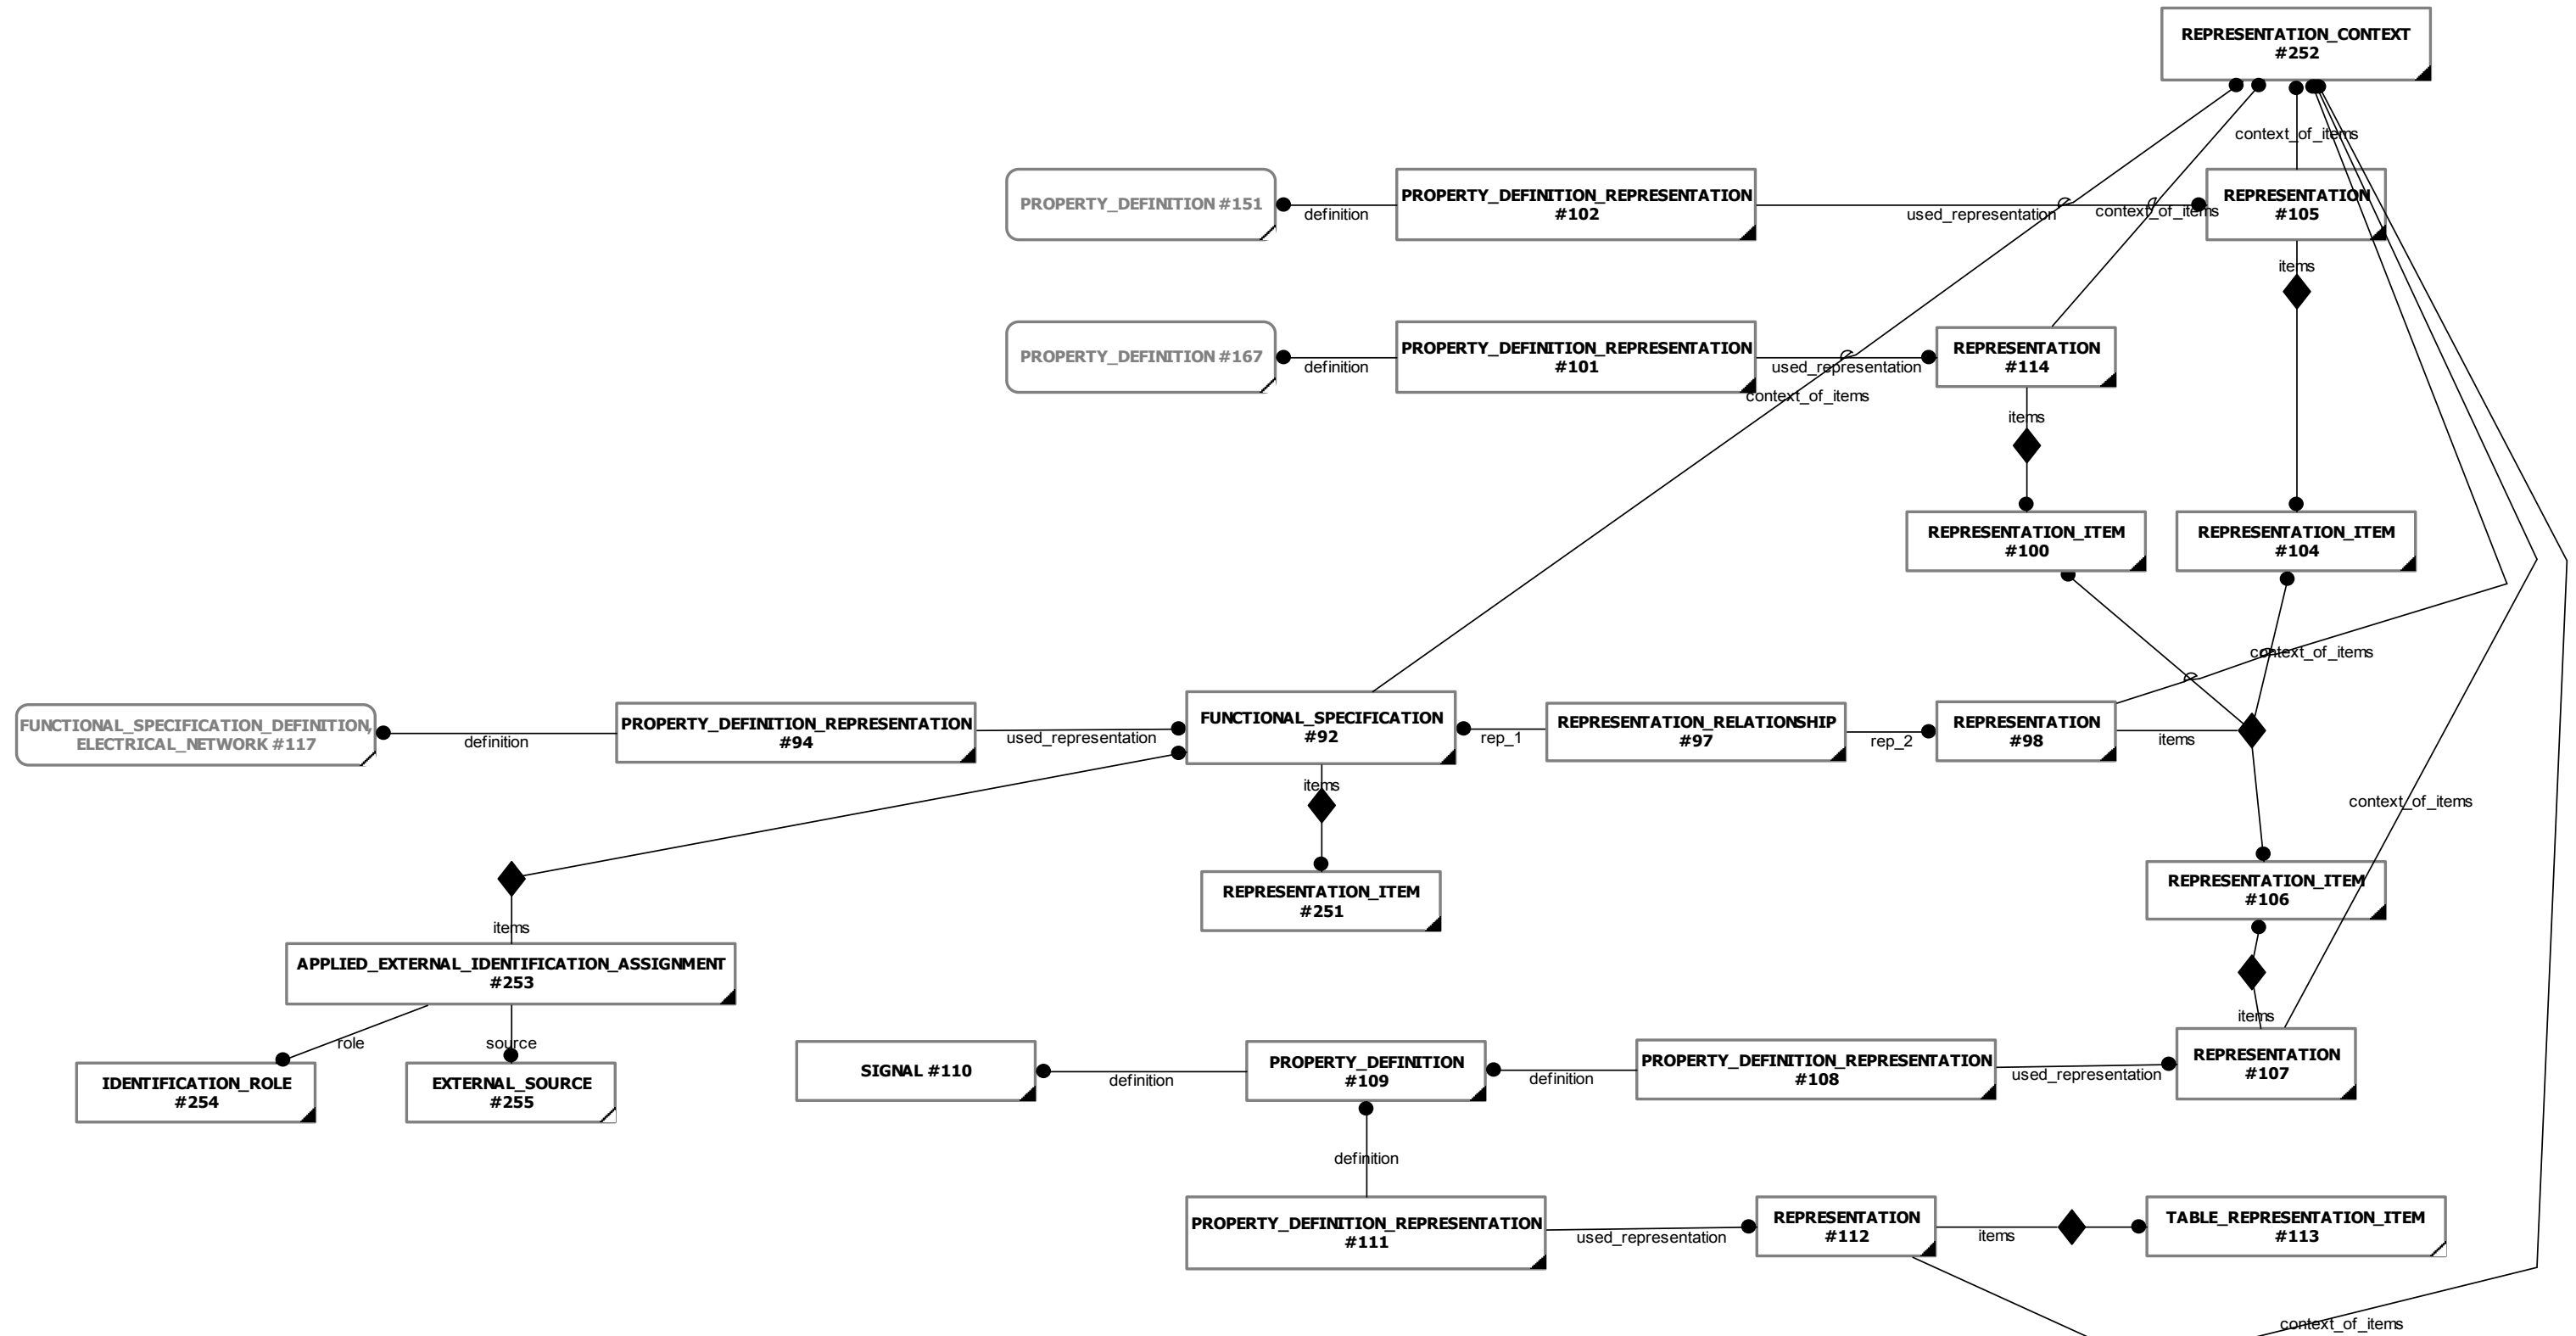 REPRESENTATION_CONTEXT
#252
context_of_items
PROPERTY_DEFINITION #151
definition
PROPERTY_DEFINITION_REPRESENTATION
#102
used_representation
context_of_items
REPRESENTATION
#105
items
PROPERTY_DEFINITION #167
definition
PROPERTY_DEFINITION_REPRESENTATION
#101
used_representation
REPRESENTATION
#114
context_of_items
items
REPRESENTATION_ITEM
#100
REPRESENTATION_ITEM
#104
context_of_items
FUNCTIONAL_SPECIFICATION_DEFINITION,
ELECTRICAL_NETWORK #117
definition
PROPERTY_DEFINITION_REPRESENTATION
#94
used_representation
FUNCTIONAL_SPECIFICATION
#92
rep_1
REPRESENTATION_RELATIONSHIP
#97
rep_2
REPRESENTATION
#98
items
items
context_of_items
REPRESENTATION_ITEM
#251
REPRESENTATION_ITEM
#106
items
APPLIED_EXTERNAL_IDENTIFICATION_ASSIGNMENT
#253
items
role
source
IDENTIFICATION_ROLE
#254
EXTERNAL_SOURCE
#255
SIGNAL #110
definition
PROPERTY_DEFINITION
#109
definition
PROPERTY_DEFINITION_REPRESENTATION
#108
used_representation
REPRESENTATION
#107
definition
PROPERTY_DEFINITION_REPRESENTATION
#111
used_representation
REPRESENTATION
#112
items
TABLE_REPRESENTATION_ITEM
#113
context_of_items